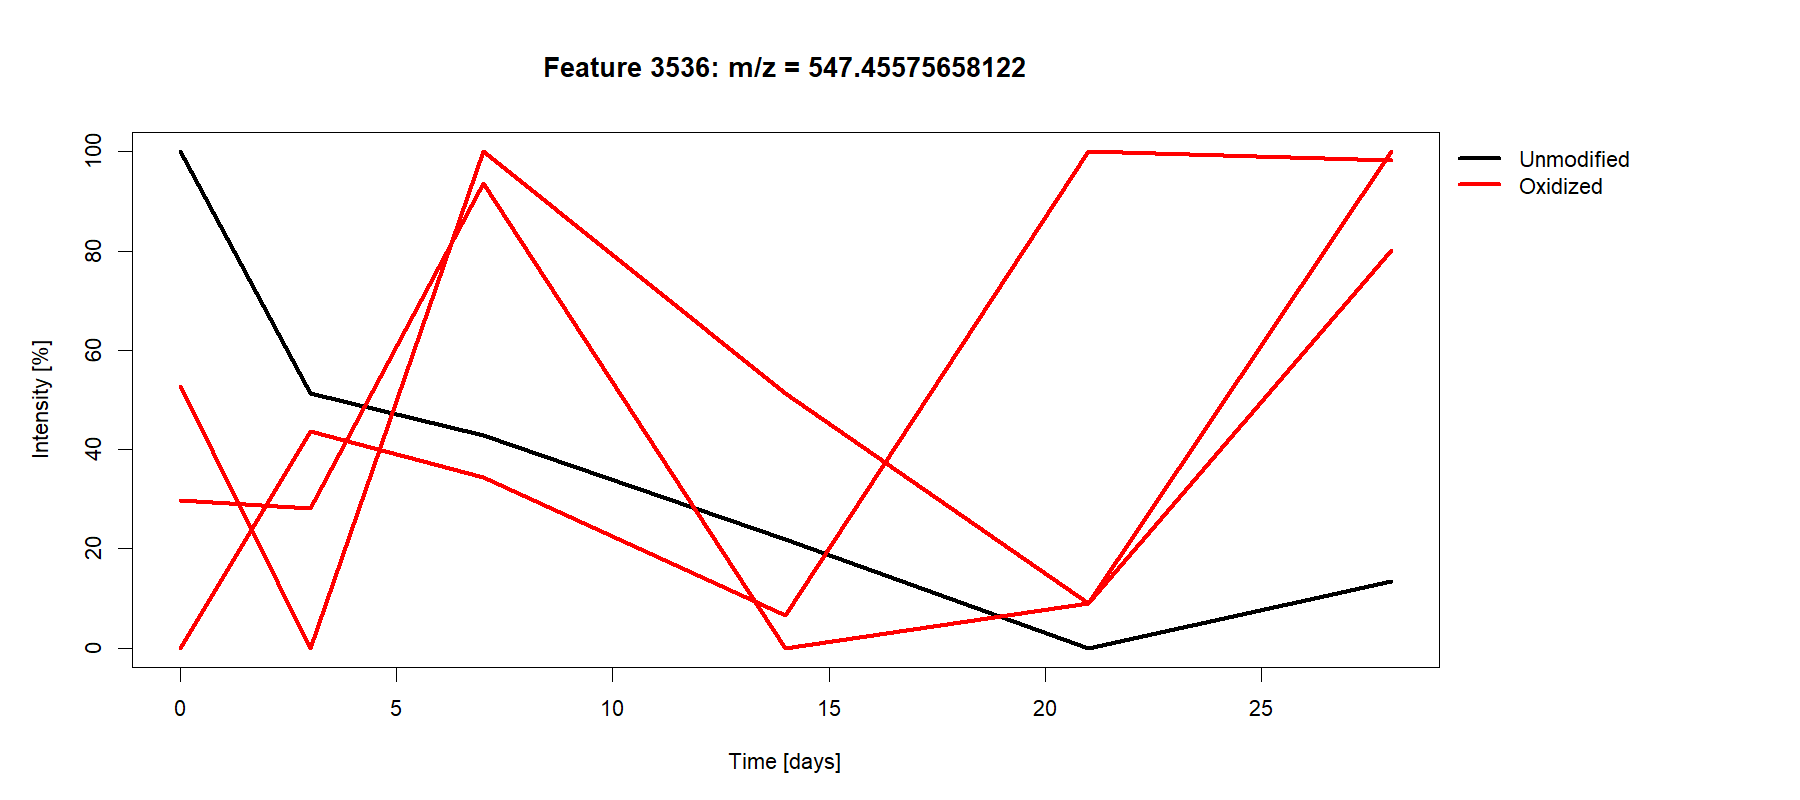 Feature 3536: m/z = 547.45575658122
Unmodified
Oxidized
Intensity [%]
100
80
60
40
20
0
0 5 10 15 20 25
Time [days]